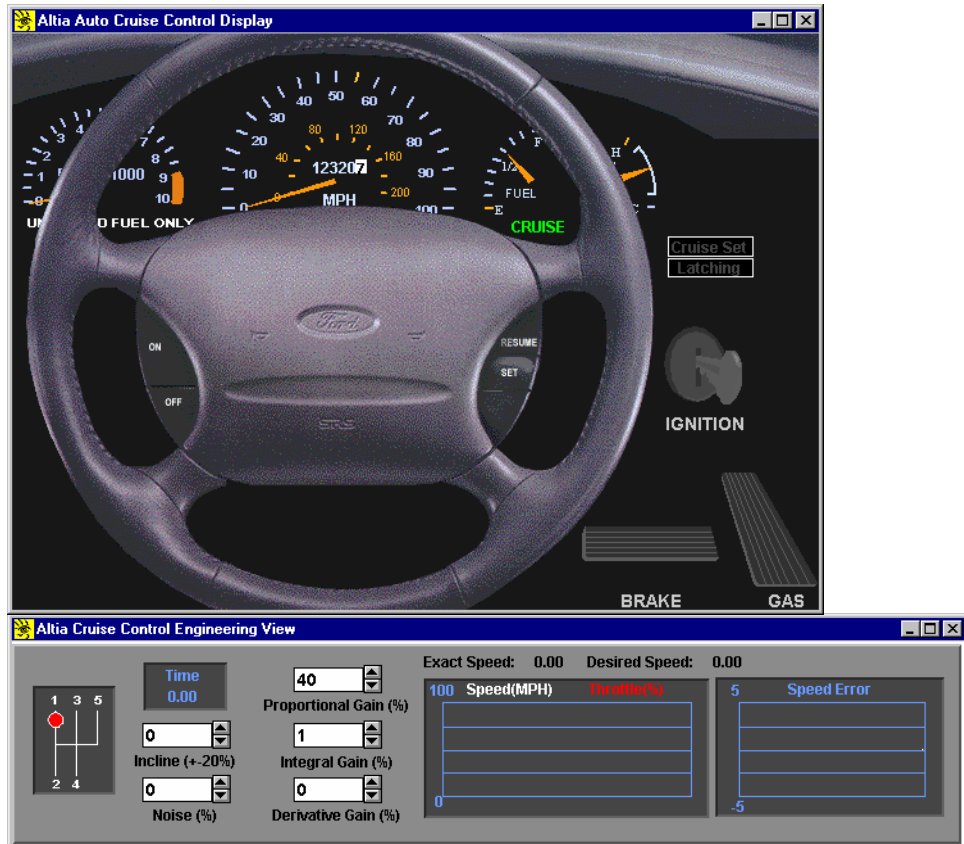 Altia Auto Cruise Control Display
40 50 60
30 70
20 80 120 80
40 160
10 123207 90
0 0 MPH 200 100
3 4 7
2 8
1 1000 9
0 10
D FUEL ONLY
F
1/2
FUEL
E
H
C
CRUISE
Cruise Set
Latching
Ford
ON
OFF
RESUME
SET
SRS
IGNITION
BRAKE
GAS
Altia Cruise Control Engineering View
Exact Speed: 0.00 Desired Speed: 0.00
Time
0.00
1 3 5
2 4
0
Incline (+-20%)
0
Noise (%)
40
Proportional Gain (%)
1
Integral Gain (%)
0
Derivative Gain (%)
100 Speed(MPH) Throttle(%)
0
5 Speed Error
-5